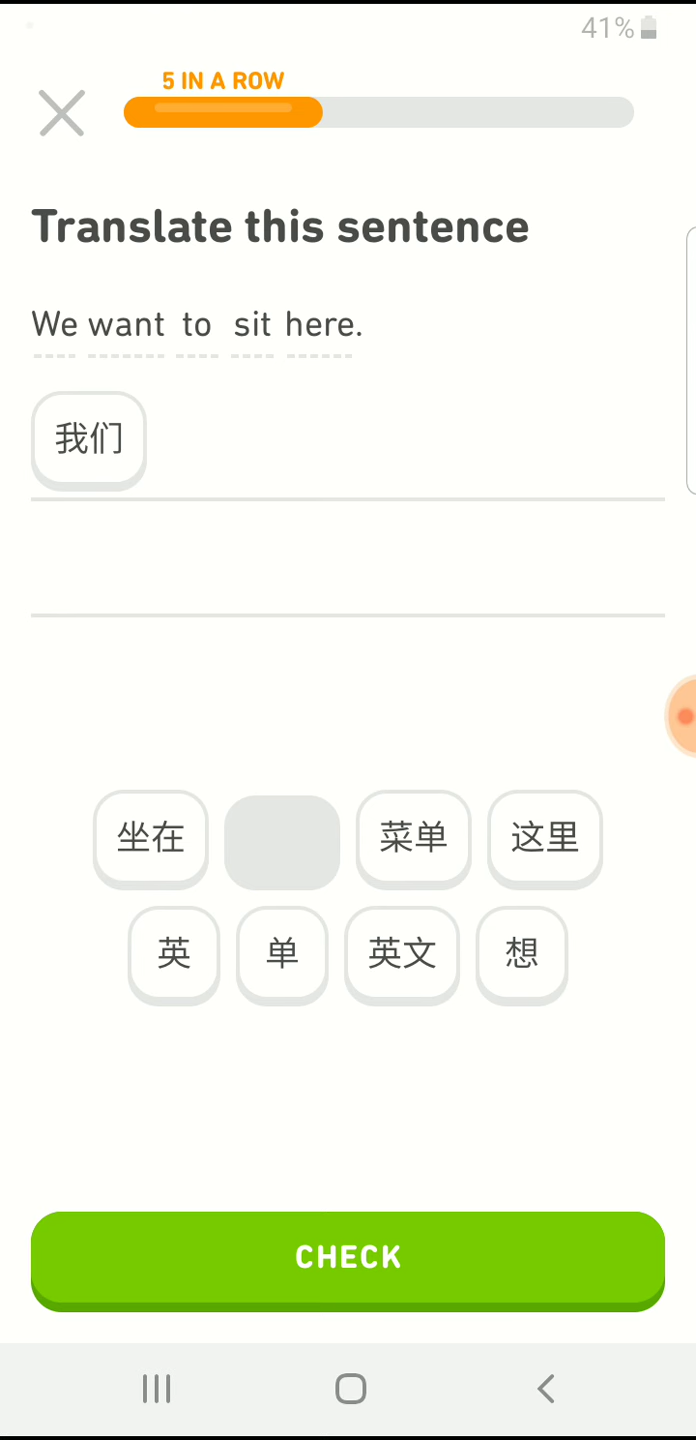 41%
5 IN A ROW
Translate this sentence
We want to sit here.
我们
坐在 菜单 这里
英 单 英文 想
CHECK